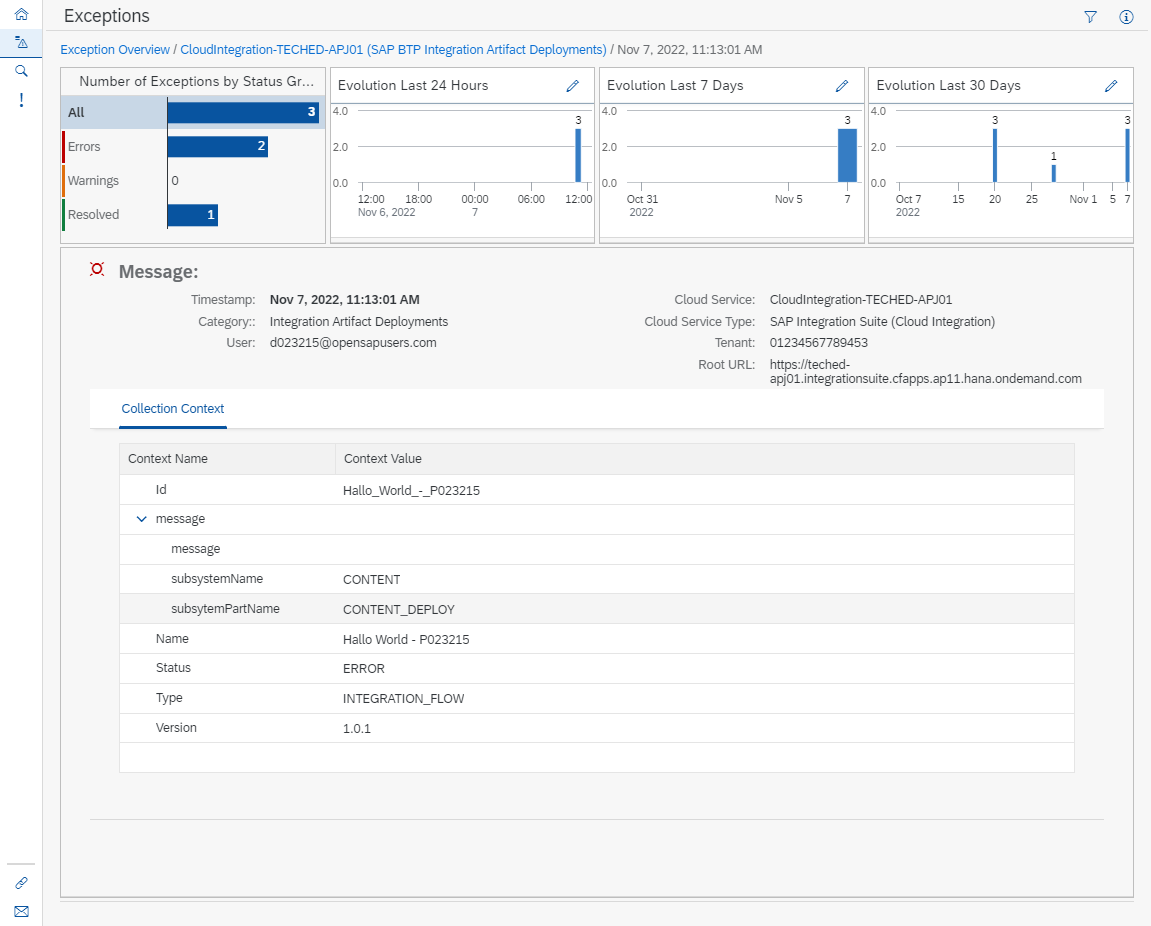 Exceptions
Exception Overview / CloudIntegration-TECHED-APJ01 (SAP BTP Integration Artifact Deployments) / Nov 7, 2022, 11:13:01 AM
Number of Exceptions by Status Gr...
All 3
Errors 2
Warnings 0
Resolved 1
Evolution Last 24 Hours
4.0
3
2.0
0.0
12:00 18:00 00:00 06:00 12:00
Nov 6, 2022 7
Evolution Last 7 Days
4.0
3
2.0
0.0
Oct 31 Nov 5 7
2022
Evolution Last 30 Days
4.0
3 3
2.0
1
0.0
Oct 7 15 20 25 Nov 1 5 7
2022
Message:
Timestamp: Nov 7, 2022, 11:13:01 AM
Category:: Integration Artifact Deployments
User: d023215@opensapusers.com
Cloud Service: CloudIntegration-TECHED-APJ01
Cloud Service Type: SAP Integration Suite (Cloud Integration)
Tenant: 01234567789453
Root URL: https://teched-
apj01.integrationsuite.cfapps.ap11.hana.ondemand.com
Collection Context
Context Name Context Value
Id Hallo_World_-_P023215
message
message
subsystemName CONTENT
subsytemPartName CONTENT_DEPLOY
Name Hallo World - P023215
Status ERROR
Type INTEGRATION_FLOW
Version 1.0.1